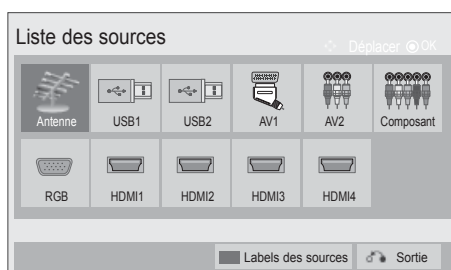 Liste des sources
Déplacer OK
Antenne USB1 USB2 AV1 AV2 Composant
RGB HDMI1 HDMI2 HDMI3 HDMI4
Labels des sources Sortie